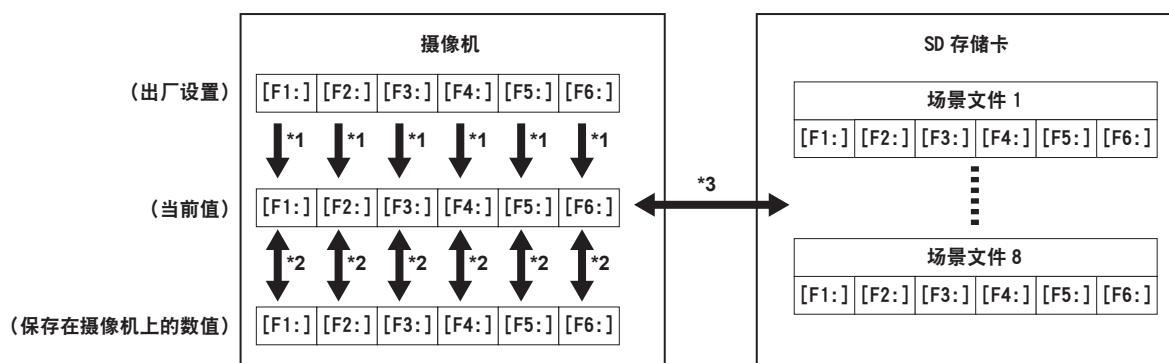 摄像机
SD 存储卡
(出厂设置) [F1:] [F2:] [F3:] [F4:] [F5:] [F6:]
场景文件 1
[F1:] [F2:] [F3:] [F4:] [F5:] [F6:]
*1 *1 *1 *1 *1 *1
*3
(当前值) [F1:] [F2:] [F3:] [F4:] [F5:] [F6:]
*2 *2 *2 *2 *2 *2
场景文件 8
[F1:] [F2:] [F3:] [F4:] [F5:] [F6:]
(保存在摄像机上的数值) [F1:] [F2:] [F3:] [F4:] [F5:] [F6:]